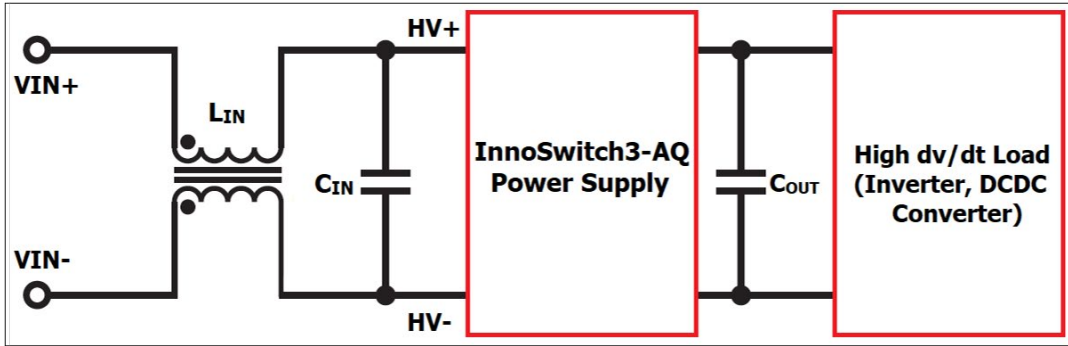 VIN+
LIN
HV+
CIN
InnoSwitch3-AQ
Power Supply
COUT
High dv/dt Load
(Inverter, DCDC
Converter)
VIN-
HV-